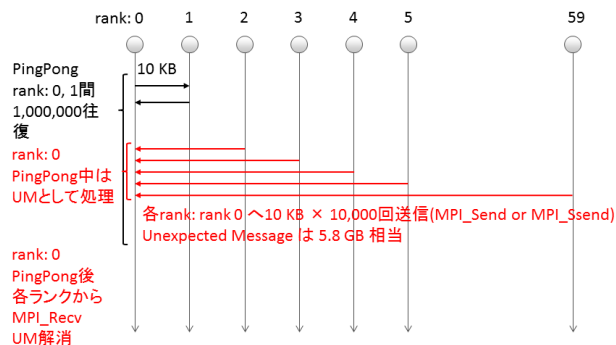 rank: 0 1 2 3 4 5 59
PingPong
rank: 0, 1間
1,000,000往
復
10 KB
rank: 0
PingPong中は
UMとして処理
各rank: rank 0 へ10 KB × 10,000回送信(MPI_Send or MPI_Ssend)
Unexpected Message は 5.8 GB 相当
rank: 0
PingPong後
各ランクから
MPI_Recv
UM解消